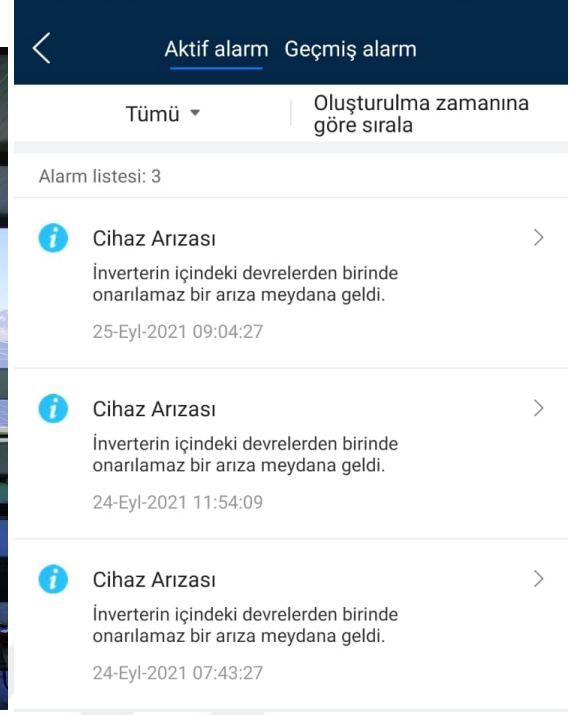 Aktif alarm Geçmiş alarm
Tümü
Oluşturulma zamanına
göre sırala
Alarm listesi: 3
Cihaz Arızası
İnverterin içindeki devrelerden birinde
onarılamaz bir arıza meydana geldi.
25-Eyl-2021 09:04:27
Cihaz Arızası
İnverterin içindeki devrelerden birinde
onarılamaz bir arıza meydana geldi.
24-Eyl-2021 11:54:09
Cihaz Arızası
İnverterin içindeki devrelerden birinde
onarılamaz bir arıza meydana geldi.
24-Eyl-2021 07:43:27